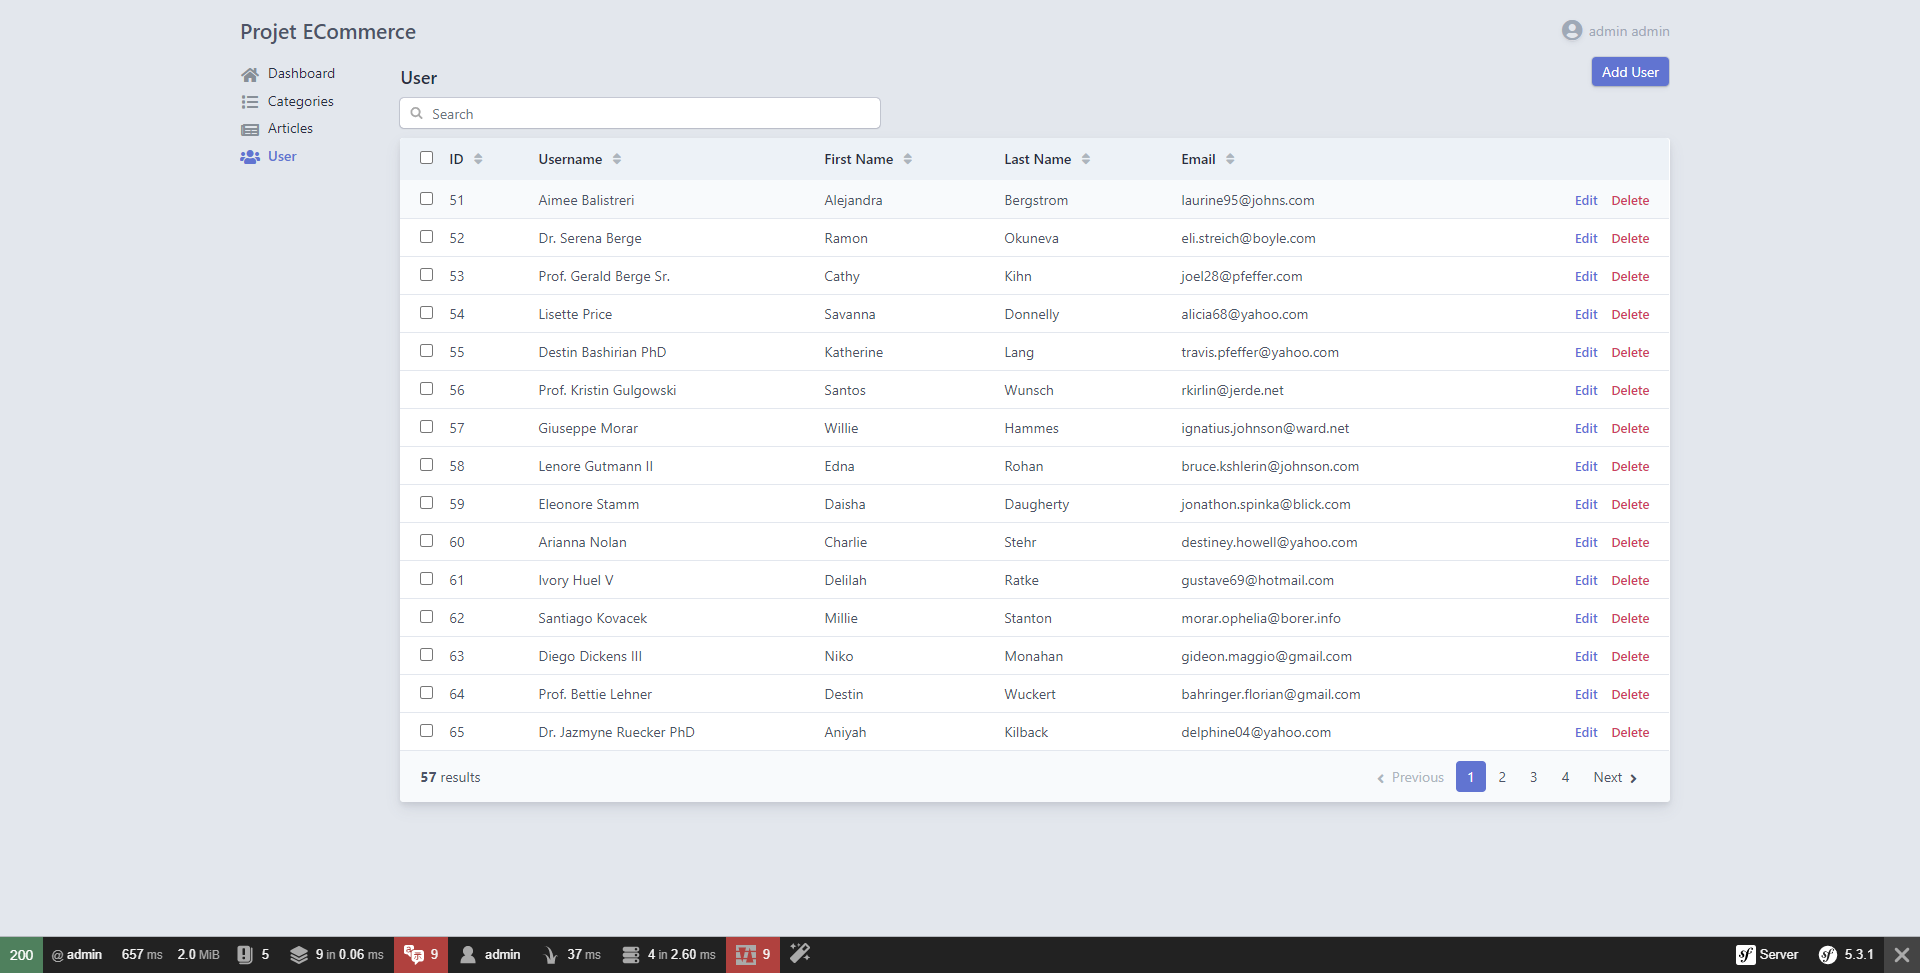 Projet ECommerce
admin admin
Dashboard
Categories
Articles
User
User
Add User
Search
ID Username First Name Last Name Email
51 Aimee Balistreri Alejandra Bergstrom laurine95@johns.com Edit Delete
52 Dr. Serena Berge Ramon Okuneva eli.streich@boyle.com Edit Delete
53 Prof. Gerald Berge Sr. Cathy Kihn joel28@pfeffer.com Edit Delete
54 Lisette Price Savanna Donnelly alicia68@yahoo.com Edit Delete
55 Destin Bashirian PhD Katherine Lang travis.pfeffer@yahoo.com Edit Delete
56 Prof. Kristin Gulgowski Santos Wunsch rkirlin@jerde.net Edit Delete
57 Giuseppe Morar Willie Hammes ignatius.johnson@ward.net Edit Delete
58 Lenore Gutmann II Edna Rohan bruce.kshlerin@johnson.com Edit Delete
59 Eleonore Stamm Daisha Daugherty jonathon.spinka@blick.com Edit Delete
60 Arianna Nolan Charlie Stehr destiney.howell@yahoo.com Edit Delete
61 Ivory Huel V Delilah Ratke gustave69@hotmail.com Edit Delete
62 Santiago Kovacek Millie Stanton morar.ophelia@borer.info Edit Delete
63 Diego Dickens III Niko Monahan gideon.maggio@gmail.com Edit Delete
64 Prof. Bettie Lehner Destin Wuckert bahringer.florian@gmail.com Edit Delete
65 Dr. Jazmyne Ruecker PhD Aniyah Kilback delphine04@yahoo.com Edit Delete
57 results Previous 1 2 3 4 Next
200 @ admin 657 ms 2.0 MiB 5 9 in 0.06 ms 9 admin 37 ms 4 in 2.60 ms 9 Server 5.3.1